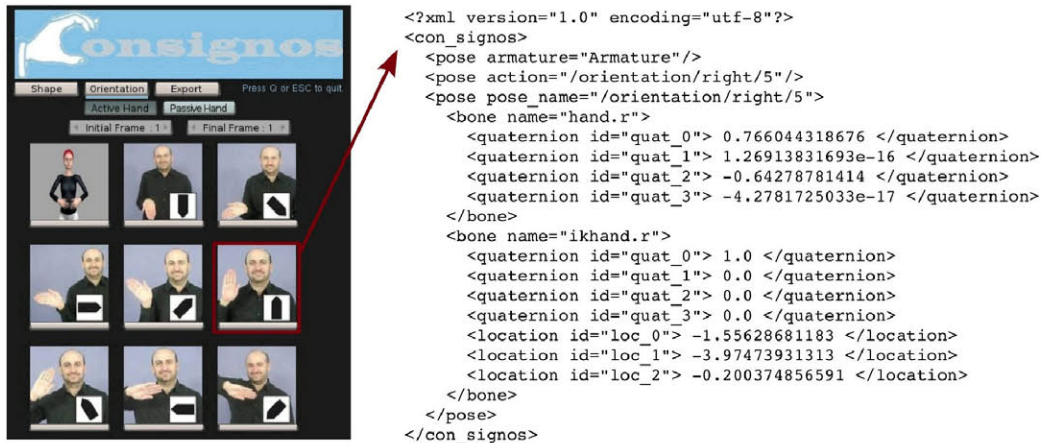 onsignos
Shape Orientation Export Press Q or ESC to quit
Active Hand Passive Hand
Initial Frame : 1 Final Frame : 1
<?xml version="1.0" encoding="utf-8"?>
<con_signos>
<pose armature="Armature"/>
<pose action="/orientation/right/5"/>
<pose pose_name="/orientation/right/5">
<bone name="hand.r">
<quaternion id="quat_0"> 0.766044318676 </quaternion>
<quaternion id="quat_1"> 1.26913831693e-16 </quaternion>
<quaternion id="quat_2"> -0.64278781414 </quaternion>
<quaternion id="quat_3"> -4.2781725033e-17 </quaternion>
</bone>
<bone name="ikhand.r">
<quaternion id="quat_0"> 1.0 </quaternion>
<quaternion id="quat_1"> 0.0 </quaternion>
<quaternion id="quat_2"> 0.0 </quaternion>
<quaternion id="quat_3"> 0.0 </quaternion>
<location id="loc_0"> -1.55628681183 </location>
<location id="loc_1"> -3.97473931313 </location>
<location id="loc_2"> -0.200374856591 </location>
</bone>
</pose>
</con_signos>